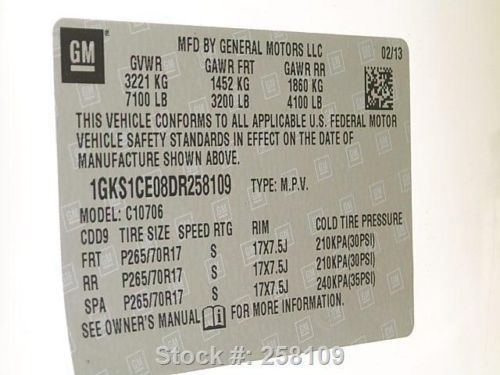 GM
MFD BY GENERAL MOTORS LLC 02/13
GVWR GAWR FRT GAWR RR
3221 KG 1452 KG 1860 KG
7100 LB 3200 LB 4100 LB
THIS VEHICLE CONFORMS TO ALL APPLICABLE U.S. FEDERAL MOTOR
VEHICLE SAFETY STANDARDS IN EFFECT ON THE DATE OF
MANUFACTURE SHOWN ABOVE.
1GKS1CE08DR258109 TYPE: M.P.V.
MODEL: C10706
CDD9 TIRE SIZE SPEED RTG RIM COLD TIRE PRESSURE
FRT P265/70R17 S 17X7.5J 210KPA(30PSI)
RR P265/70R17 S 17X7.5J 210KPA(30PSI)
SPA P265/70R17 S 17X7.5J 240KPA(35PSI)
SEE OWNER'S MANUAL FOR MORE INFORMATION.
Stock #: 258109